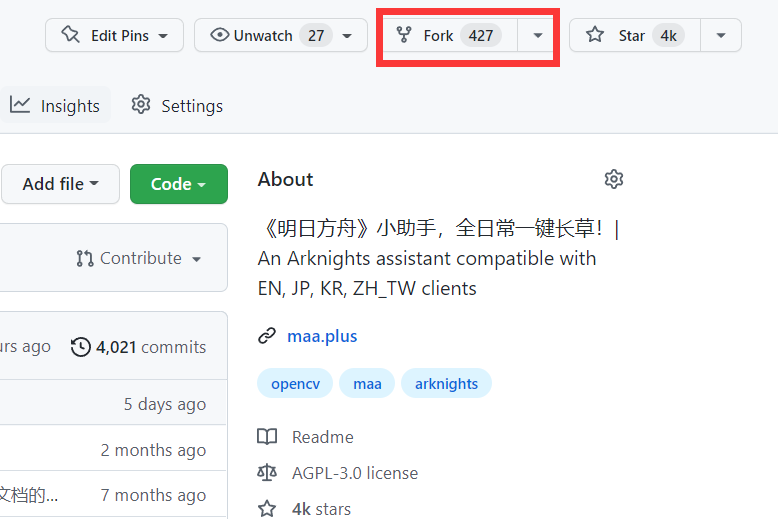 Edit Pins
Unwatch 27
Fork 427
Star 4k
Insights
Settings
Add file
Code
About
《明日方舟》小助手，全日常一键长草！|
An Arknights assistant compatible with
EN, JP, KR, ZH_TW clients
Contribute
maa.plus
urs ago
4,021 commits
opencv
maa
arknights
5 days ago
Readme
2 months ago
AGPL-3.0 license
文档的...
7 months ago
4k stars